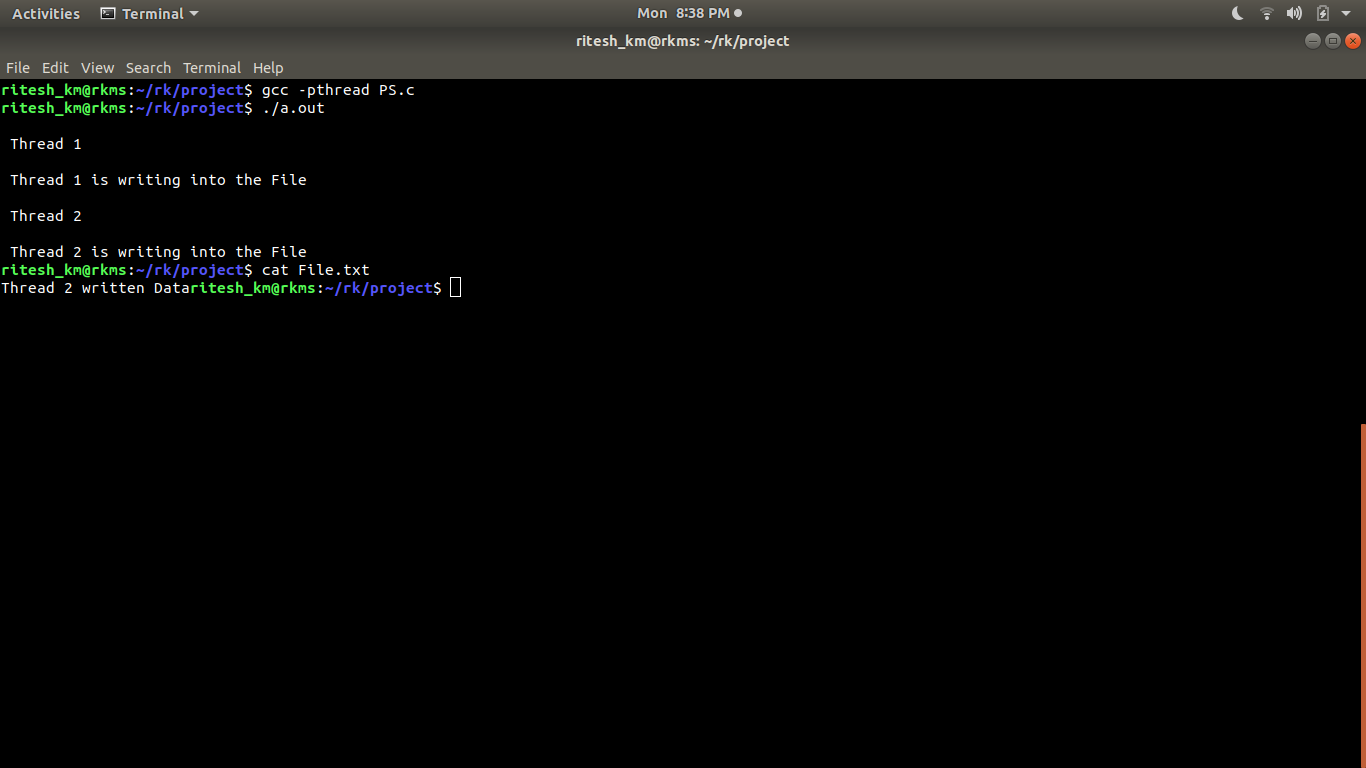 Activities Terminal Mon 8:38 PM
ritesh_km@rkms: ~/rk/project
File Edit View Search Terminal Help
ritesh_km@rkms:~/rk/project$ gcc -pthread PS.c
ritesh_km@rkms:~/rk/project$ ./a.out
Thread 1
Thread 1 is writing into the File
Thread 2
Thread 2 is writing into the File
ritesh_km@rkms:~/rk/project$ cat File.txt
Thread 2 written Dataritesh_km@rkms:~/rk/project$